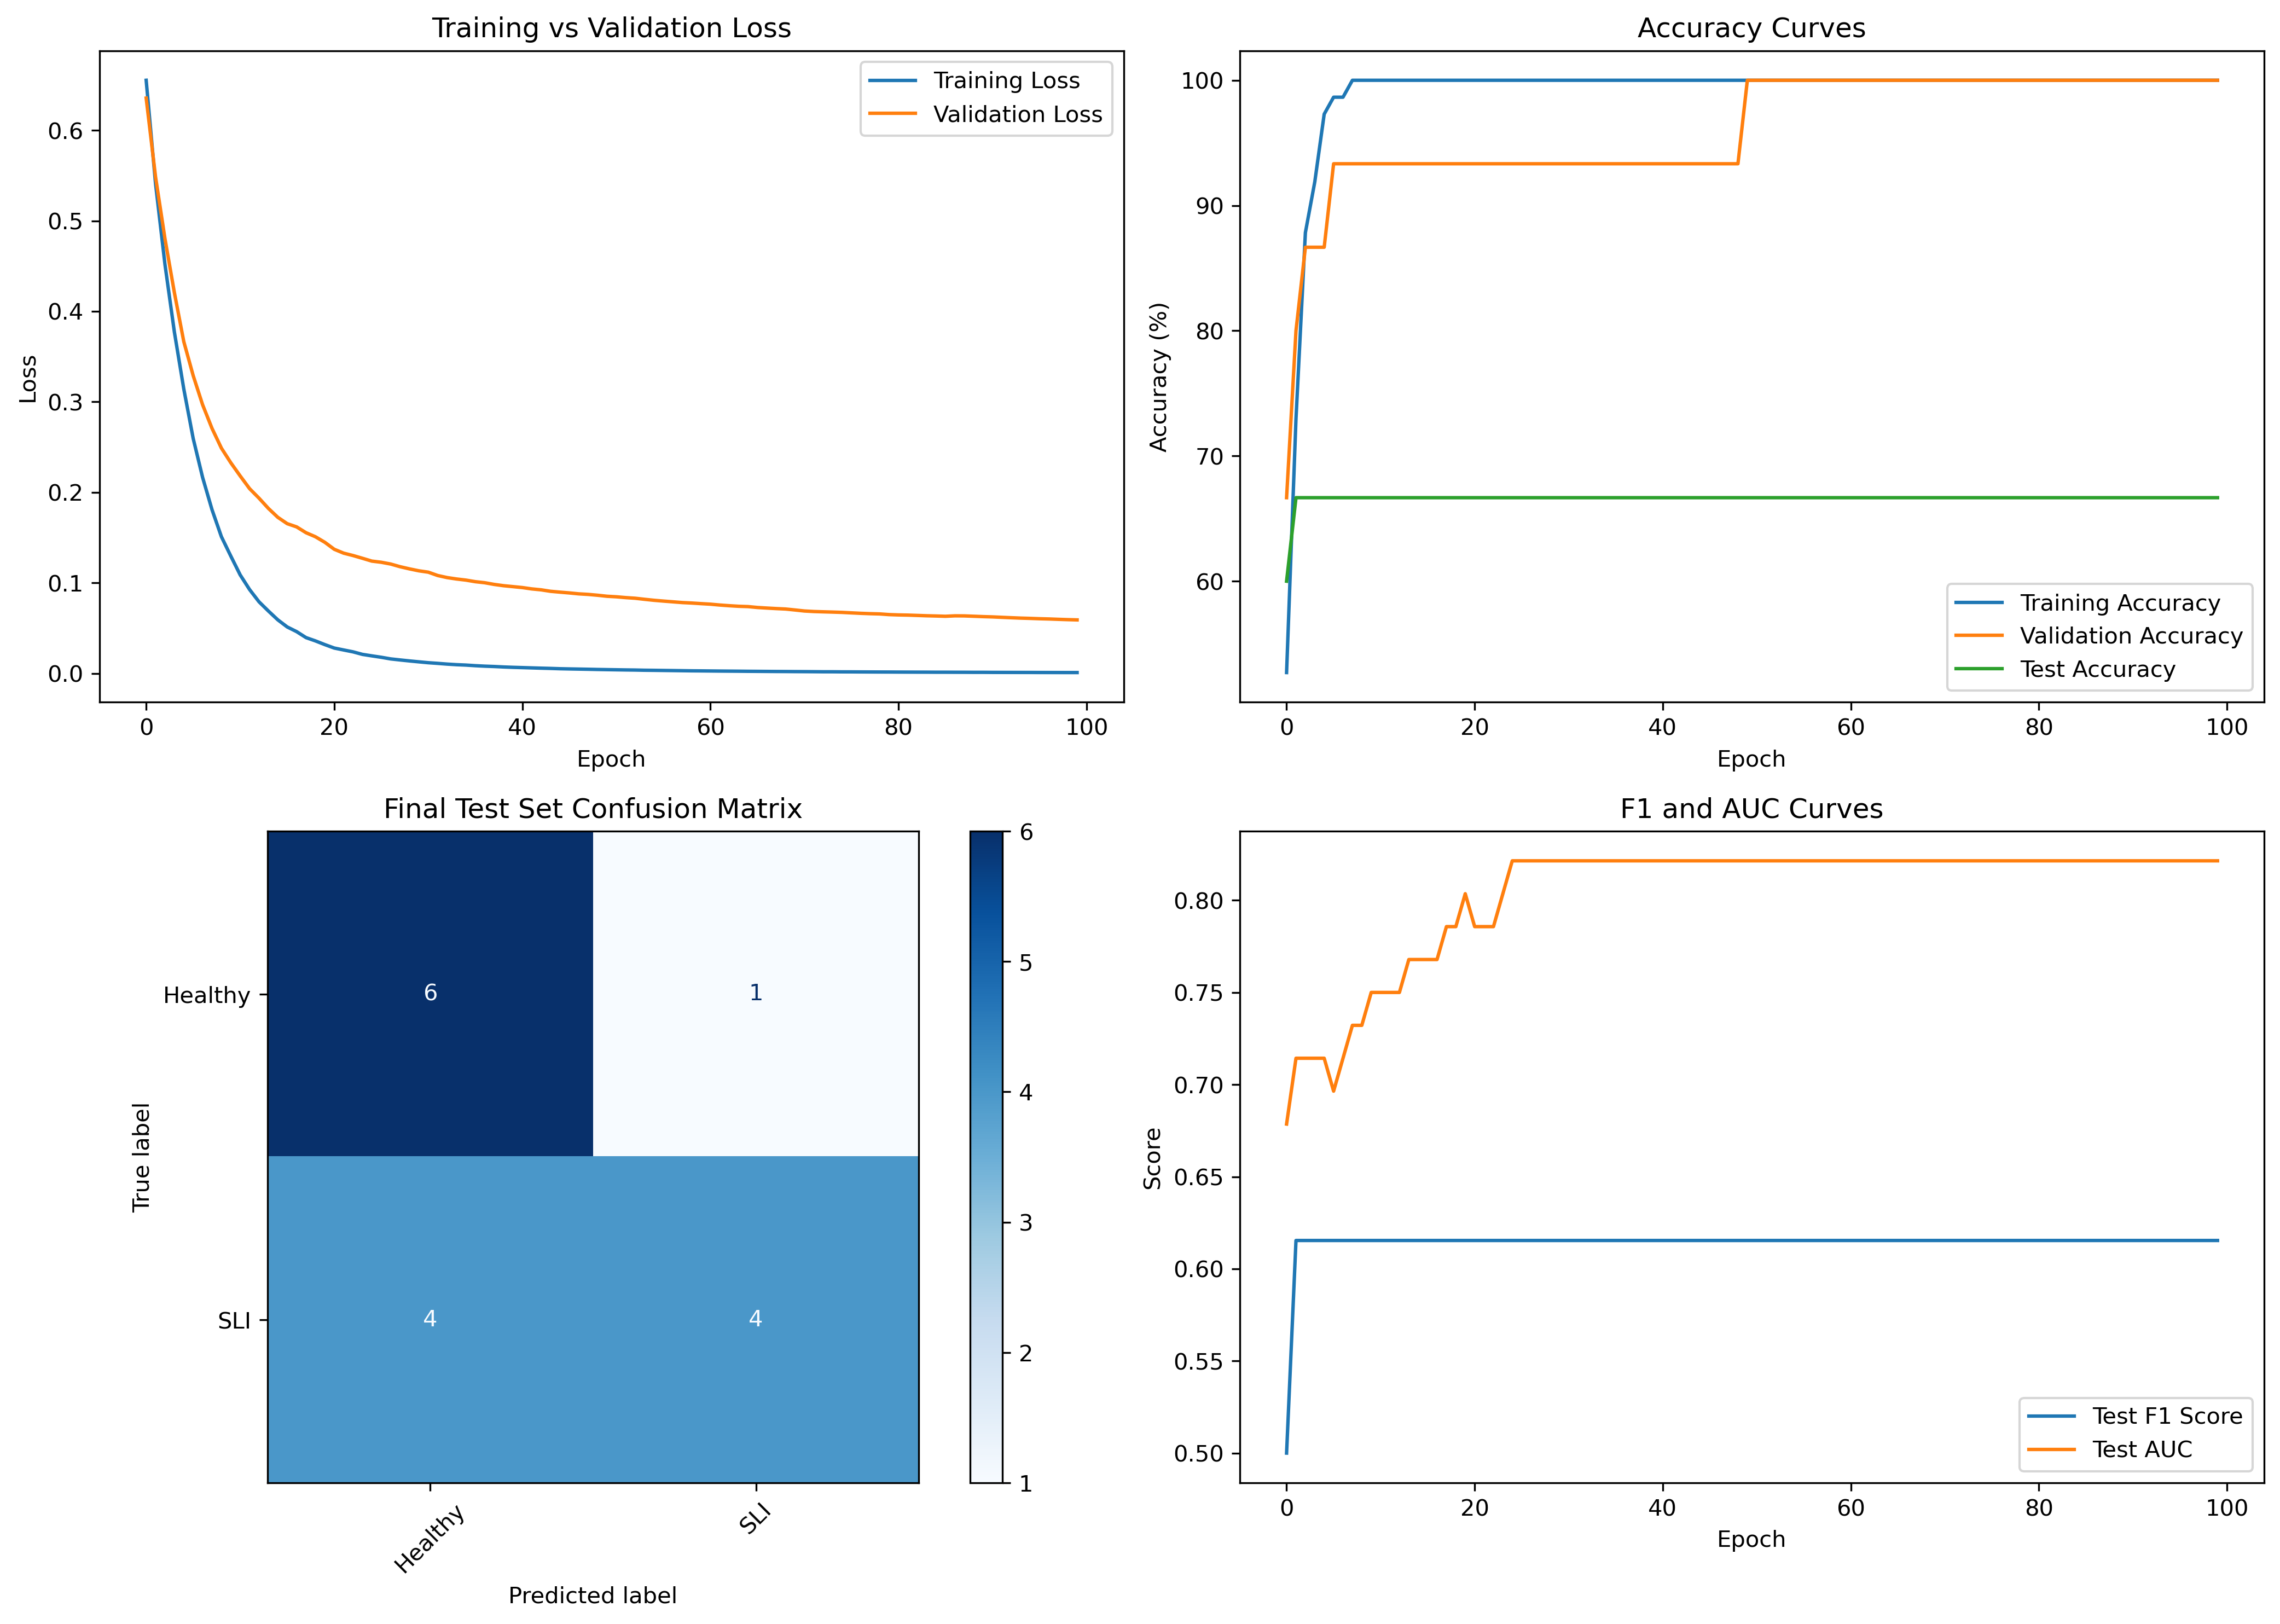 Training vs Validation Loss
Training Loss
Validation Loss
0.6
0.5
0.4
0.3
0.2
0.1
0.0
Loss
0 20 40 60 80 100
Epoch
Accuracy Curves
100
90
80
70
60
Accuracy (%)
Training Accuracy
Validation Accuracy
Test Accuracy
0 20 40 60 80 100
Epoch
Final Test Set Confusion Matrix
Healthy
SLI
True label
6 1
4 4
Healthy SLI
Predicted label
6
5
4
3
2
1
F1 and AUC Curves
0.80
0.75
0.70
0.65
0.60
0.55
0.50
Score
Test F1 Score
Test AUC
0 20 40 60 80 100
Epoch